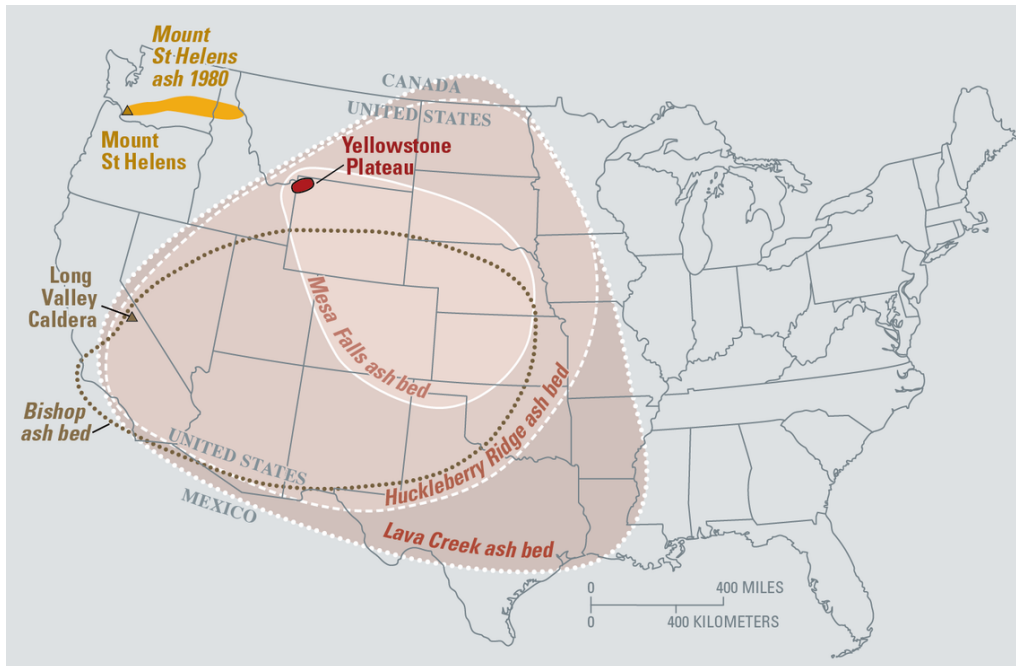 Mount
St Helens
ash 1980
Mount
St Helens
CANADA
UNITED STATES
Yellowstone
Plateau
Long
Valley
Caldera
Mesa Falls ash bed
Bishop
ash bed
Huckleberry Ridge ash bed
UNITED STATES
MEXICO
Lava Creek ash bed
0 400 MILES
0 400 KILOMETERS